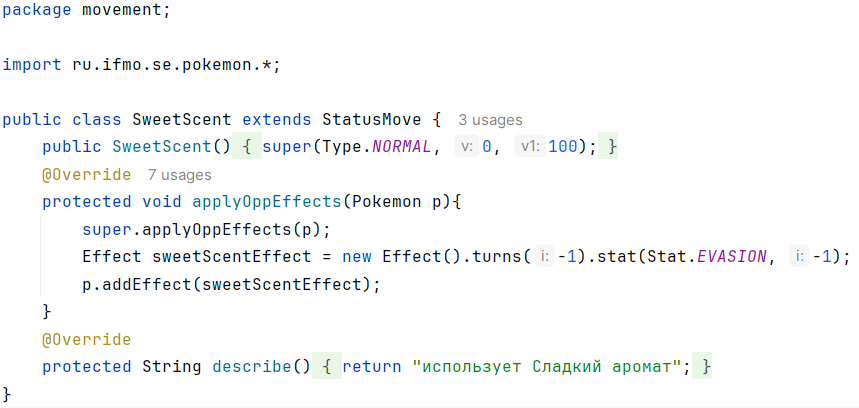 package movement;
import ru.ifmo.se.pokemon.*;
public class SweetScent extends StatusMove { 3 usages
public SweetScent() { super(Type.NORMAL, v: 0, v1: 100); }
@Override 7 usages
protected void applyOppEffects(Pokemon p){
super.applyOppEffects(p);
Effect sweetScentEffect = new Effect().turns( i: -1).stat(Stat.EVASION, i: -1);
p.addEffect(sweetScentEffect);
}
@Override
protected String describe() { return "использует Сладкий аромат"; }
}